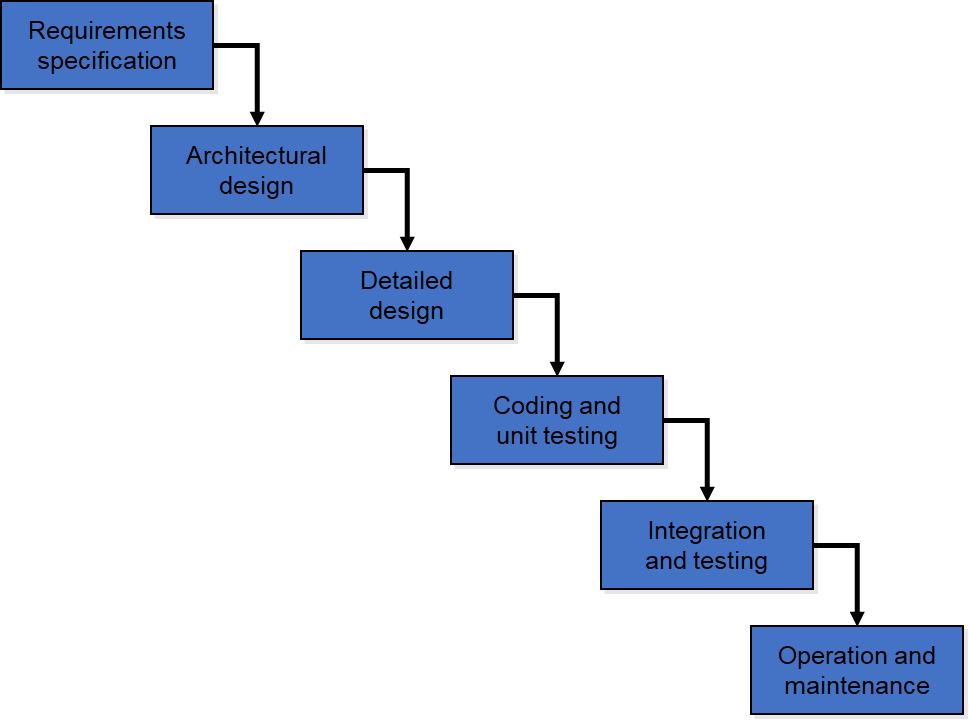 Requirements
specification
Architectural
design
Detailed
design
Coding and
unit testing
Integration
and testing
Operation and
maintenance